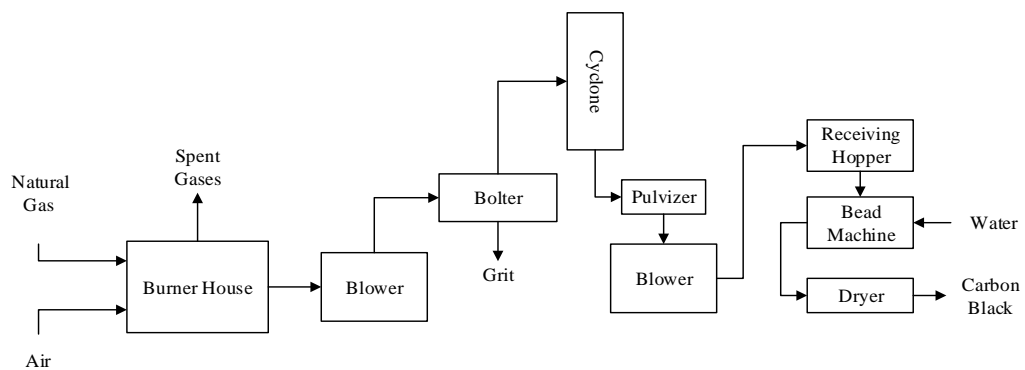 Natural
Gas
Air
Spent
Gases
Burner House
Blower
Bolter
Grit
Cyclone
Pulvizer
Blower
Receiving
Hopper
Bead
Machine
Water
Dryer
Carbon
Black